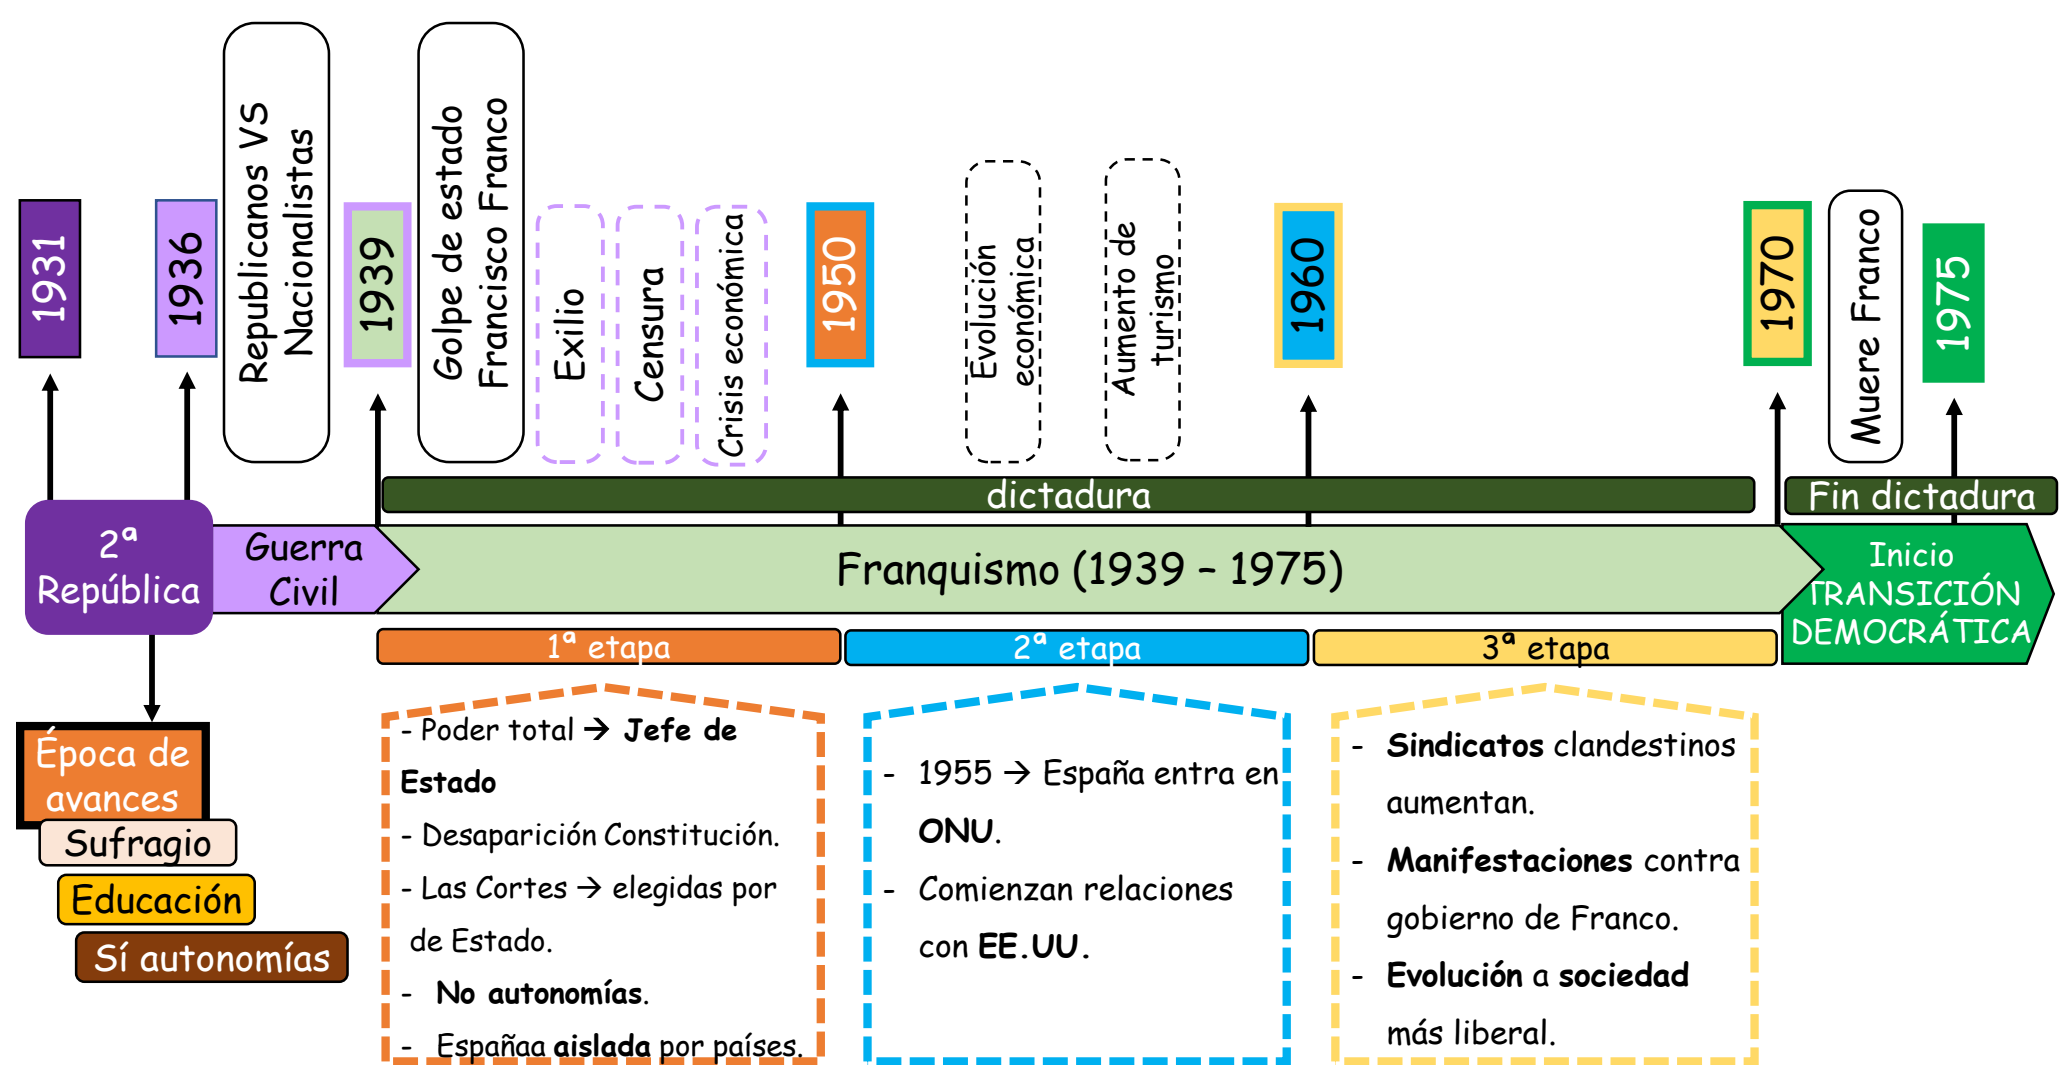 1931
1936
Republicanos VS
Nacionalistas
1939
Golpe de estado
Francisco Franco
Exilio
Censura
Crisis económica
1950
Evolución
económica
Aumento de
turismo
1960
1970
Muere Franco
1975
dictadura
Fin dictadura
2ª
República
Guerra
Civil
Franquismo (1939 – 1975)
Inicio
TRANSICIÓN
DEMOCRÁTICA
1ª etapa
2ª etapa
3ª etapa
Época de
avances
Sufragio
Educación
Sí autonomías
- Poder total → Jefe de
Estado
- Desaparición Constitución.
- Las Cortes → elegidas por
de Estado.
- No autonomías.
- Españaa aislada por países.
- 1955 → España entra en
ONU.
- Comienzan relaciones
con EE.UU.
- Sindicatos clandestinos
aumentan.
- Manifestaciones contra
gobierno de Franco.
- Evolución a sociedad
más liberal.